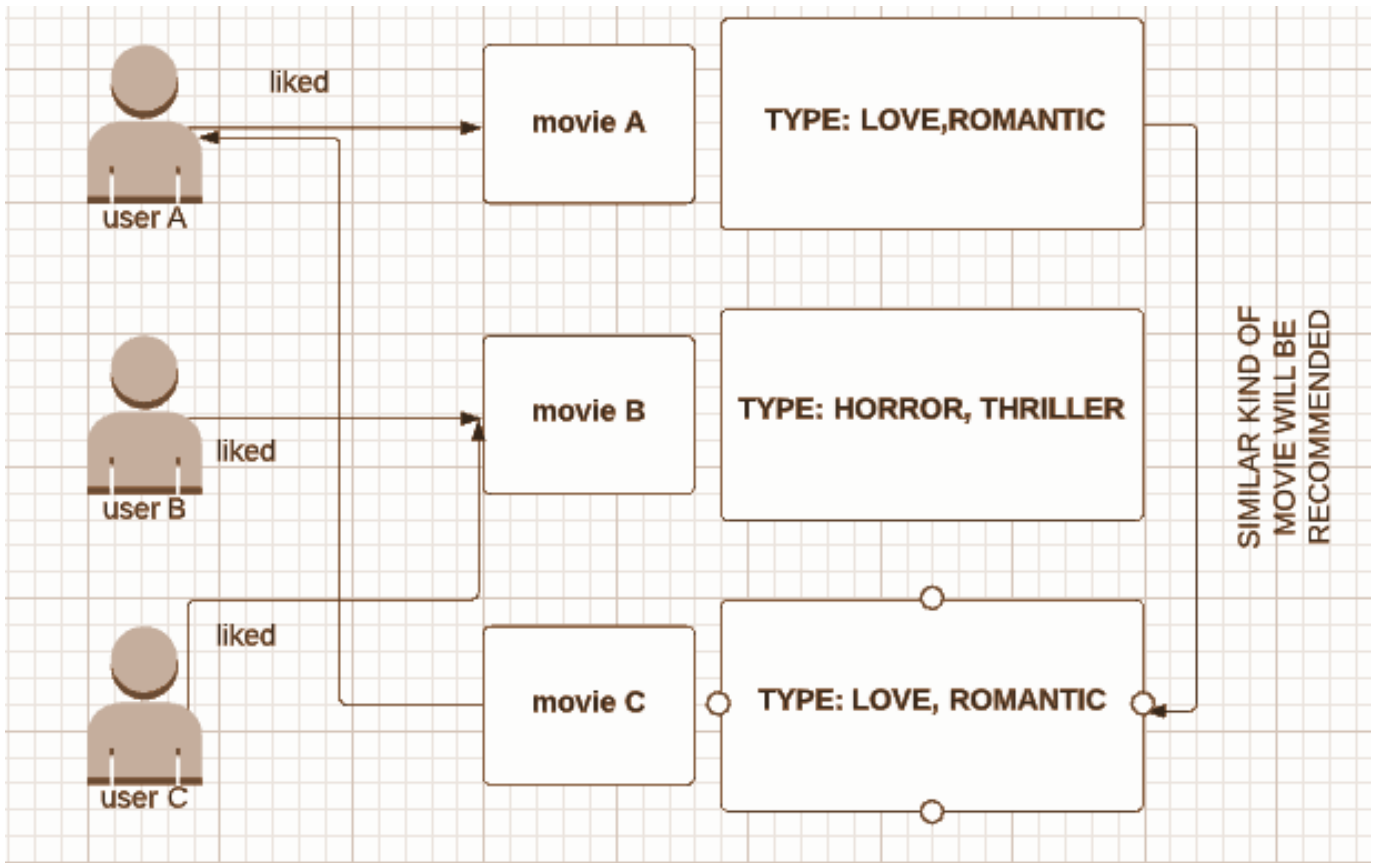 liked
movie A
TYPE: LOVE,ROMANTIC
user A
movie B
TYPE: HORROR, THRILLER
liked
user B
SIMILAR KIND OF
MOVIE WILL BE
RECOMMENDED
liked
movie C
TYPE: LOVE, ROMANTIC
user C